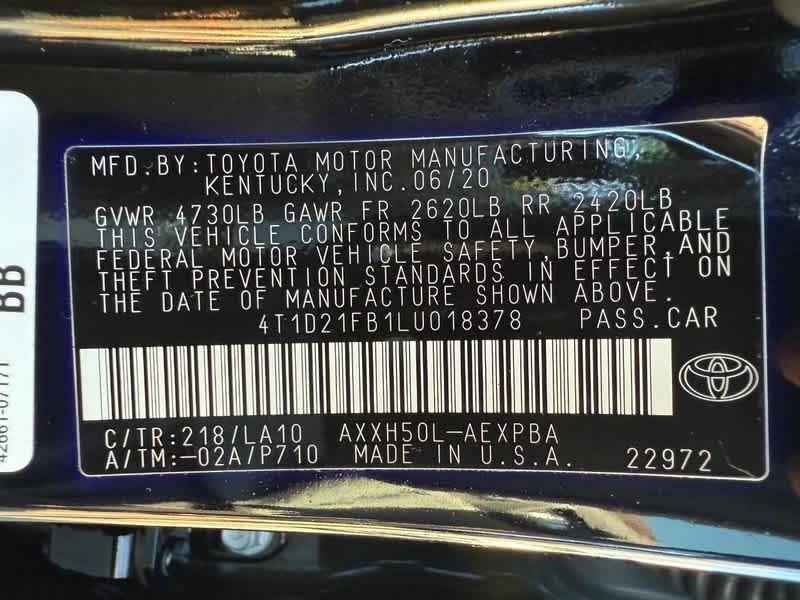 MFD.BY:TOYOTA MOTOR MANUFACTURING,
KENTUCKY,INC.06/20
GVWR 4730LB GAWR FR 2620LB RR 2420LB
THIS VEHICLE CONFORMS TO ALL APPLICABLE
FEDERAL MOTOR VEHICLE SAFETY,BUMPER,AND
THEFT PREVENTION STANDARDS IN EFFECT ON
THE DATE OF MANUFACTURE SHOWN ABOVE.
4T1D21FB1LU018378 PASS.CAR
C/TR:218/LA10 AXXH50L-AEXPBA
A/TM:-02A/P710 MADE IN U.S.A. 22972
BB